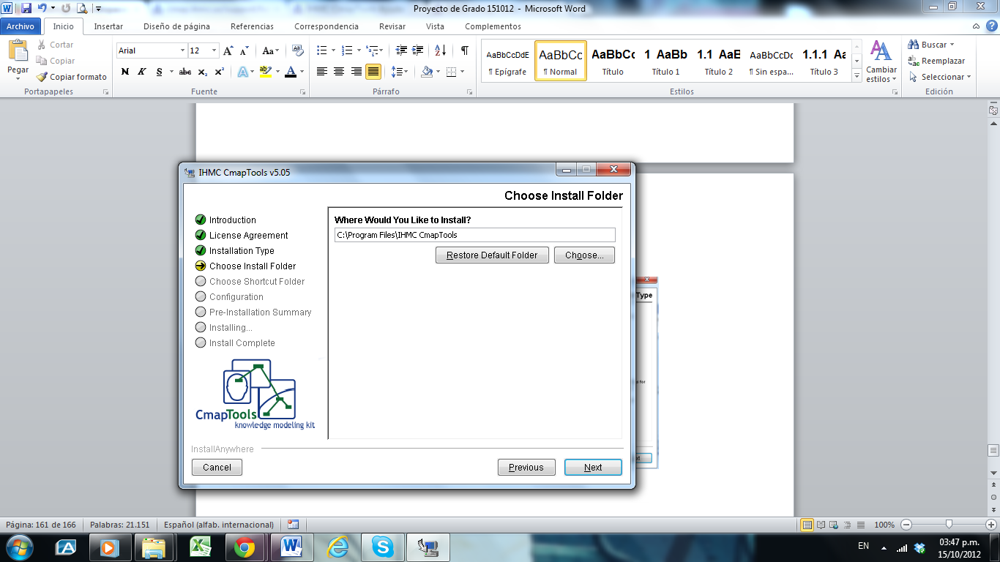 Proyecto de Grado 151012 - Microsoft Word
Archivo Inicio Insertar Diseño de página Referencias Correspondencia Revisar Vista Complementos
Pegar
Cortar
Copiar
Copiar formato
Portapapeles
Arial 12
N K S abc x₂ x² A ab A
Fuente
Párrafo
AaBbCcDdE AaBbCc AaBbCc 1 AaBb 1.1 AaB AaBbCcDc 1.1.1 Aa
¶ Epígrafe ¶ Normal Título Título 1 Título 2 ¶ Sin espa... Título 3
Estilos
Cambiar estilos
Buscar
Reemplazar
Seleccionar
Edición
IHMC CmapTools v5.05
Choose Install Folder
Introduction
License Agreement
Installation Type
Choose Install Folder
Choose Shortcut Folder
Configuration
Pre-Installation Summary
Installing...
Install Complete
Where Would You Like to Install?
C:\Program Files\IHMC CmapTools
Restore Default Folder Choose...
CmapTools
knowledge modeling kit
InstallAnywhere
Cancel Previous Next
Type
Página: 161 de 166 Palabras: 21.151 Español (alfab. internacional) 100%
EN
03:47 p.m.
15/10/2012